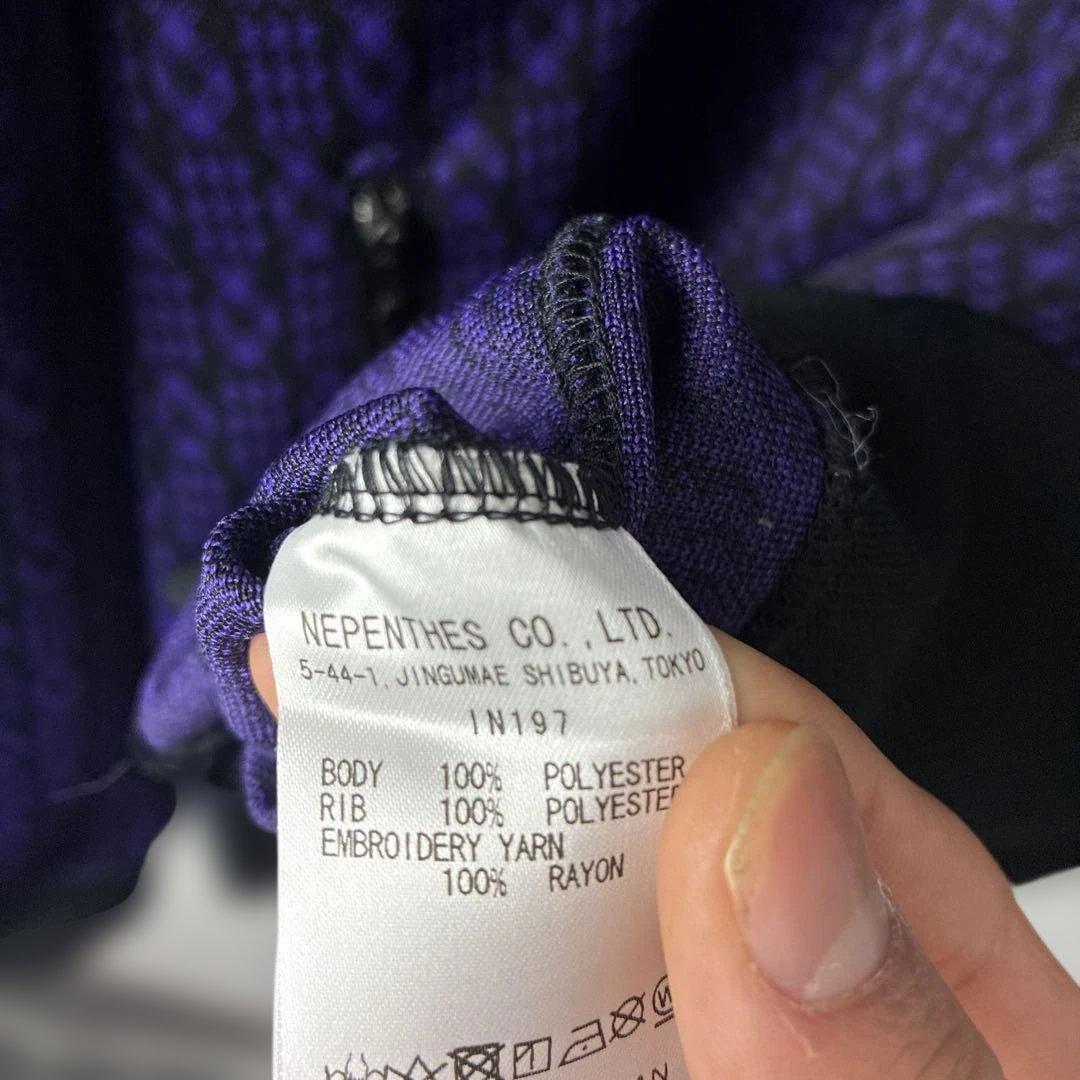 NEPENTHES CO.,LTD.
5-44-1, JINGUMAE SHIBUYA, TOKYO
IN197
BODY 100% POLYESTER
RIB 100% POLYESTER
EMBROIDERY YARN
100% RAYON